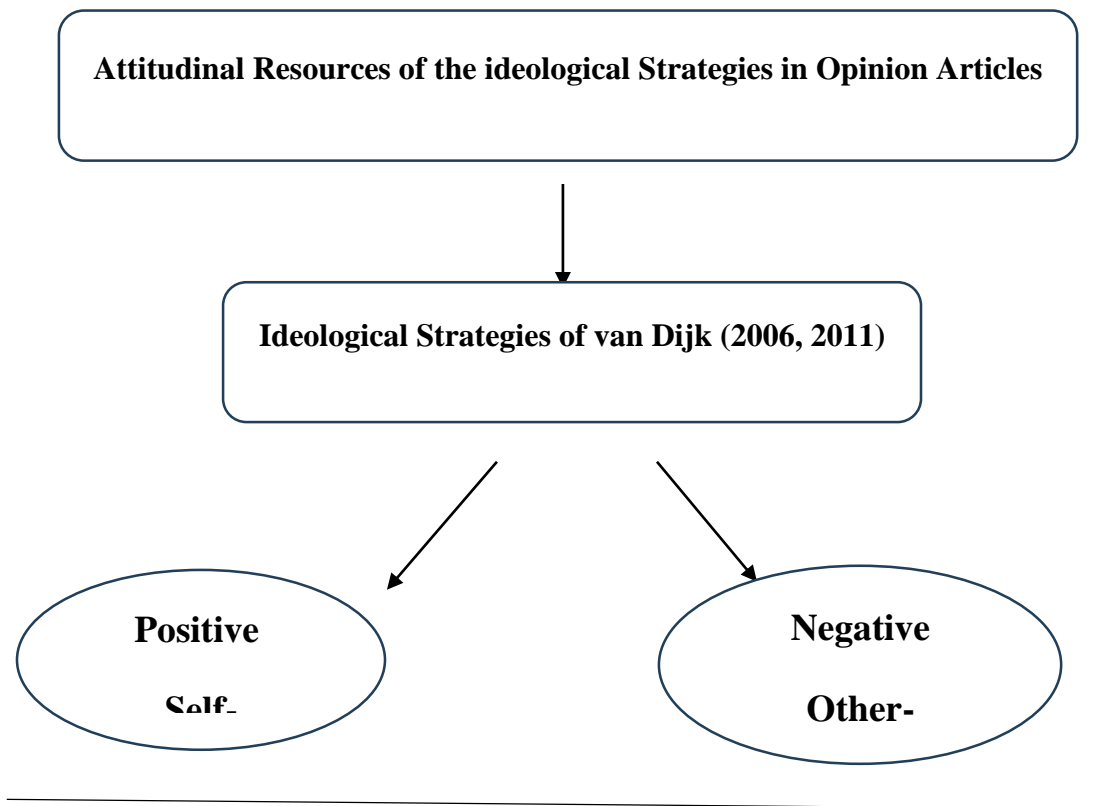 Attitudinal Resources of the ideological Strategies in Opinion Articles
Ideological Strategies of van Dijk (2006, 2011)
Positive
Self-
Negative
Other-